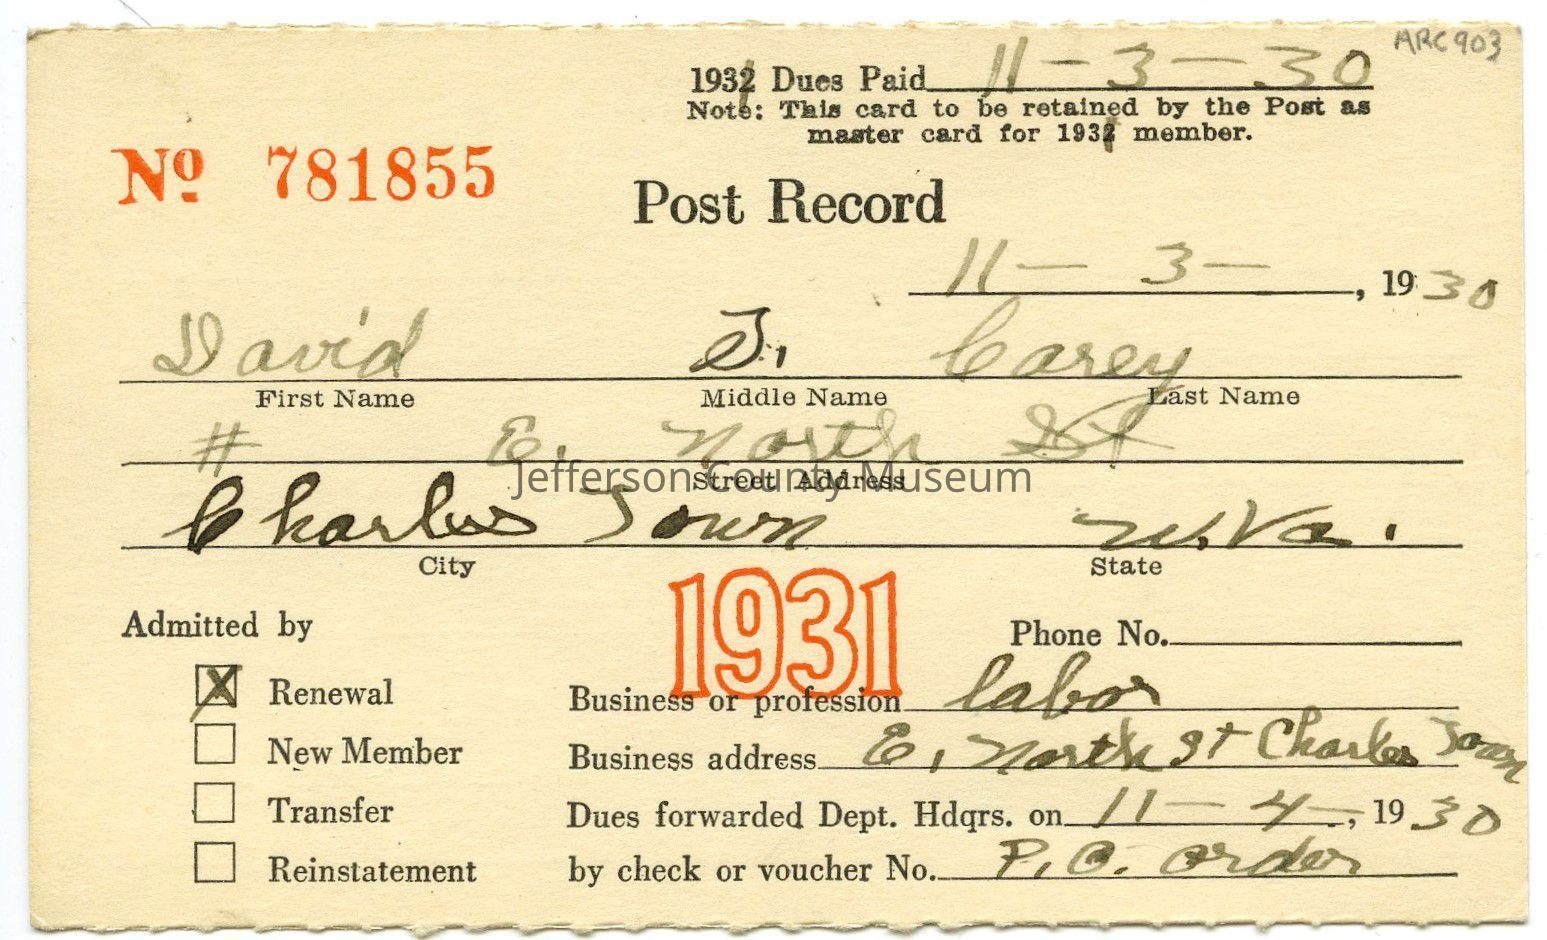 ARC 903
1931 Dues Paid 11-3-30
Note: This card to be retained by the Post as
master card for 1931 member.
Nº 781855
Post Record
11-3-, 1930
David T. Carey
First Name Middle Name Last Name
# E. North St
Street Address
Jefferson County Museum
Charles Town W.Va.
City State
1931
Admitted by
Phone No.
X Renewal
Business or profession labor
New Member
Business address E. North St Charles Town
Transfer
Dues forwarded Dept. Hdqrs. on 11-4-, 1930
Reinstatement
by check or voucher No. P.O. order